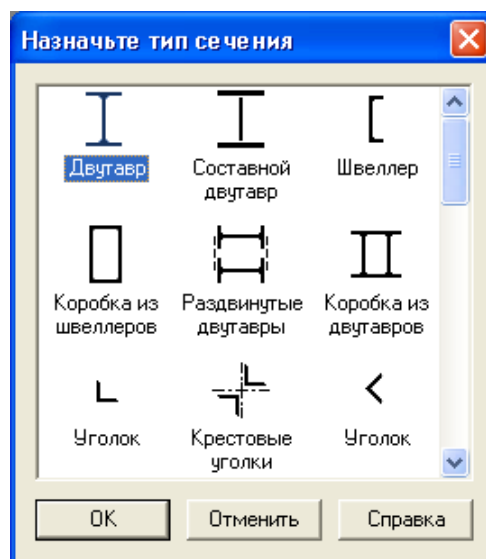 Назначьте тип сечения
Двутавр
Составной
двутавр
Швеллер
Коробка из
швеллеров
Раздвинутые
двутавры
Коробка из
двутавров
Уголок
Крестовые
уголки
Уголок
OK
Отменить
Справка